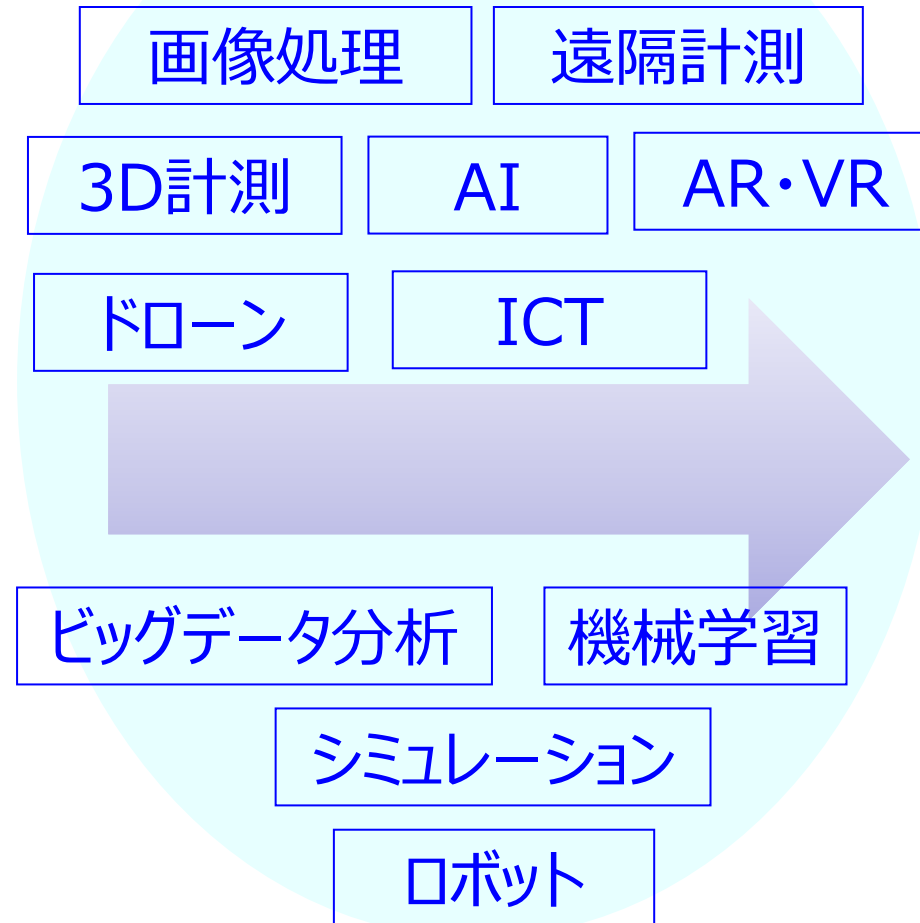 画像処理
遠隔計測
3D計測
AI
AR・VR
ドローン
ICT
ビッグデータ分析
機械学習
シミュレーション
ロボット